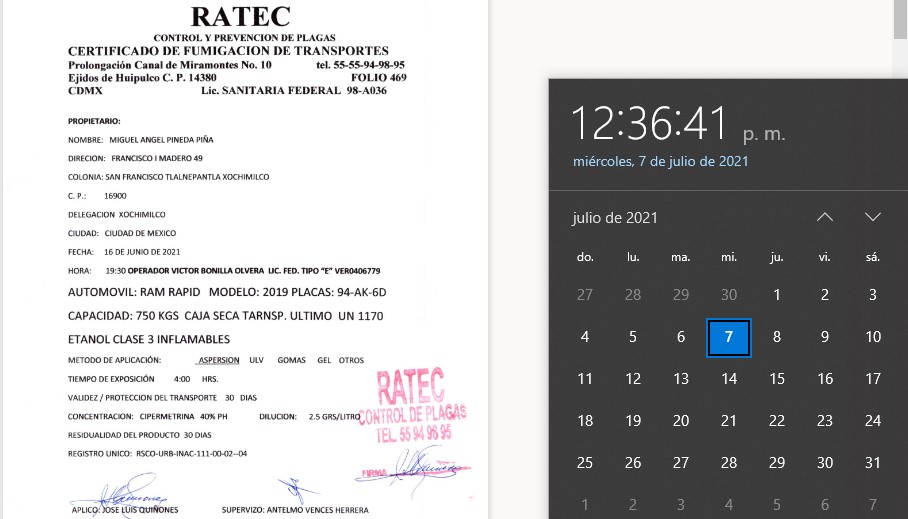 RATEC
CONTROL Y PREVENCION DE PLAGAS
CERTIFICADO DE FUMIGACION DE TRANSPORTES
Prolongación Canal de Miramontes No. 10 tel. 55-55-94-98-95
Ejidos de Huipulco C. P. 14380 FOLIO 469
CDMX Lic. SANITARIA FEDERAL 98-A036
PROPIETARIO:
NOMBRE: MIGUEL ANGEL PINEDA PIÑA
DIRECION: FRANCISCO I MADERO 49
COLONIA: SAN FRANCISCO TLALNEPANTLA XOCHIMILCO
C. P.: 16900
DELEGACION XOCHIMILCO
CIUDAD: CIUDAD DE MEXICO
FECHA: 16 DE JUNIO DE 2021
HORA: 19:30 OPERADOR VICTOR BONILLA OLVERA LIC. FED. TIPO "E" VER0406779
AUTOMOVIL: RAM RAPID MODELO: 2019 PLACAS: 94-AK-6D
CAPACIDAD: 750 KGS CAJA SECA TARNSP. ULTIMO UN 1170
ETANOL CLASE 3 INFLAMABLES
METODO DE APLICACIÓN: ASPERSION ULV GOMAS GEL OTROS
TIEMPO DE EXPOSICIÓN 4:00 HRS.
VALIDEZ / PROTECCION DEL TRANSPORTE 30 DIAS
CONCENTRACION: CIPERMETRINA 40% PH DILUCION: 2.5 GRS/LITRO
RESIDUALIDAD DEL PRODUCTO 30 DIAS
REGISTRO UNICO: RSCO-URB-INAC-111-00-02--04
RATEC
CONTROL DE PLAGAS
TEL. 55 94 98 95
FIRMA
APLICO: JOSE LUIS QUIÑONES SUPERVIZO: ANTELMO VENCES HERRERA
12:36:41 p. m.
miércoles, 7 de julio de 2021
julio de 2021
do. lu. ma. mi. ju. vi. sá.
27 28 29 30 1 2 3
4 5 6 7 8 9 10
11 12 13 14 15 16 17
18 19 20 21 22 23 24
25 26 27 28 29 30 31
1 2 3 4 5 6 7